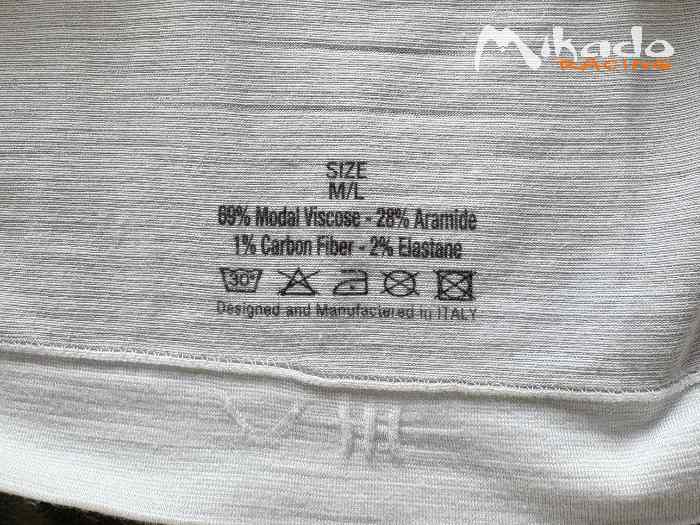 Mikado
RACING
SIZE
M/L
69% Modal Viscose - 28% Aramide
1% Carbon Fiber - 2% Elastane
30°
Designed and Manufactered in ITALY